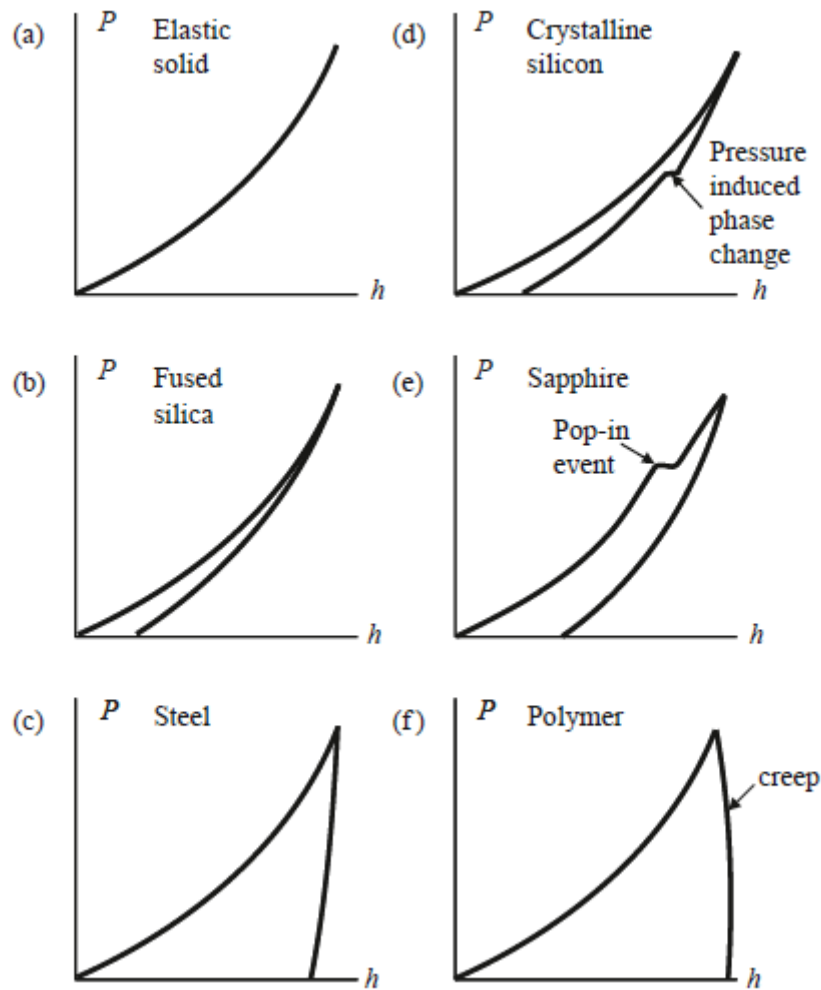 (a)
P
Elastic
solid
h
(d)
P
Crystalline
silicon
Pressure
induced
phase
change
h
(b)
P
Fused
silica
h
(e)
P
Sapphire
Pop-in
event
h
(c)
P
Steel
h
(f)
P
Polymer
creep
h